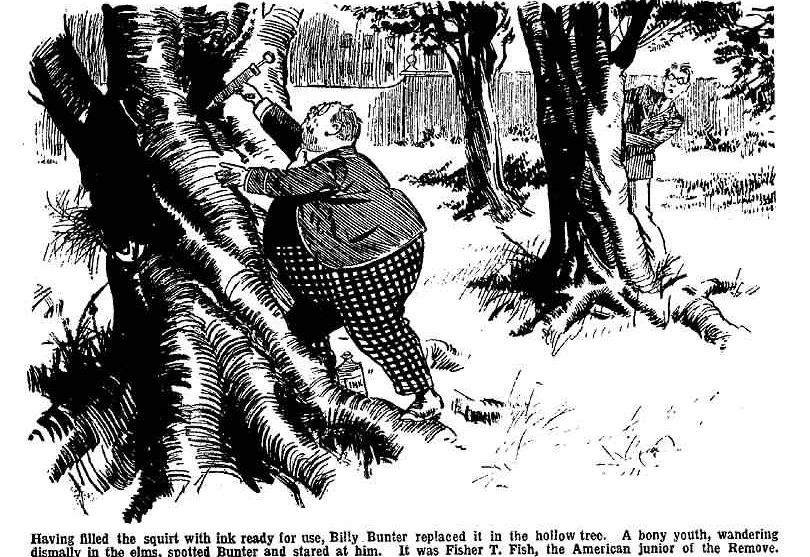 INK
Having filled the squirt with ink ready for use, Billy Bunter replaced it in the hollow tree. A bony youth, wandering
dismally in the elms, spotted Bunter and stared at him. It was Fisher T. Fish, the American junior of the Remove.